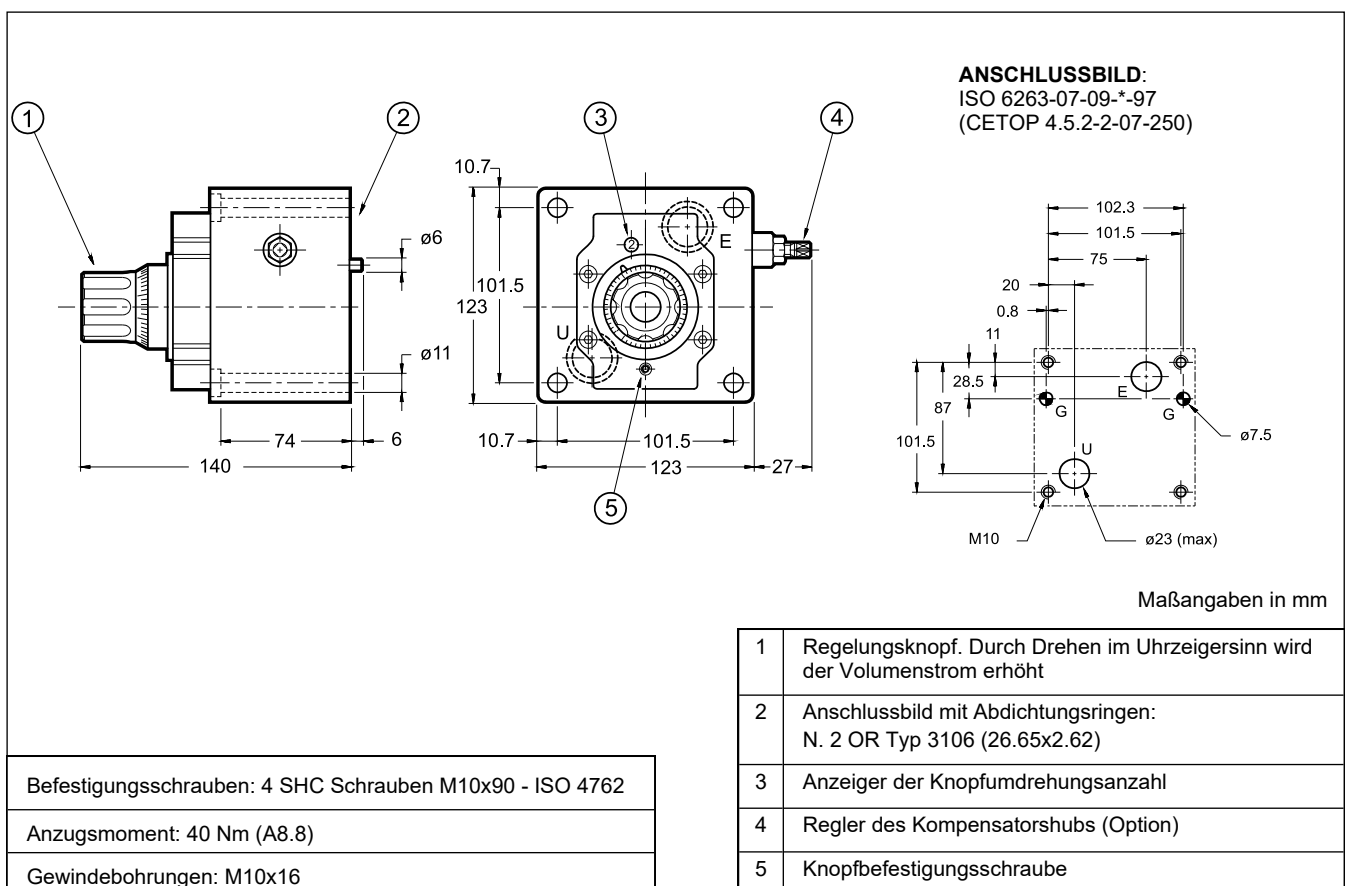 ANSCHLUSSBILD:
ISO 6263-07-09-*-97
(CETOP 4.5.2-2-07-250)
1
2
3
4
10.7
ø6
E
101.5
123
U
ø11
74
6
140
10.7
101.5
123
27
5
2
102.3
101.5
75
20
0.8
11
28.5
87
101.5
E
G
G
U
ø7.5
M10
ø23 (max)
Maßangaben in mm
1 Regelungsknopf. Durch Drehen im Uhrzeigersinn wird
der Volumenstrom erhöht
2 Anschlussbild mit Abdichtungsringen:
N. 2 OR Typ 3106 (26.65x2.62)
3 Anzeiger der Knopfumdrehungsanzahl
4 Regler des Kompensatorshubs (Option)
5 Knopfbefestigungsschraube
Befestigungsschrauben: 4 SHC Schrauben M10x90 - ISO 4762
Anzugsmoment: 40 Nm (A8.8)
Gewindebohrungen: M10x16